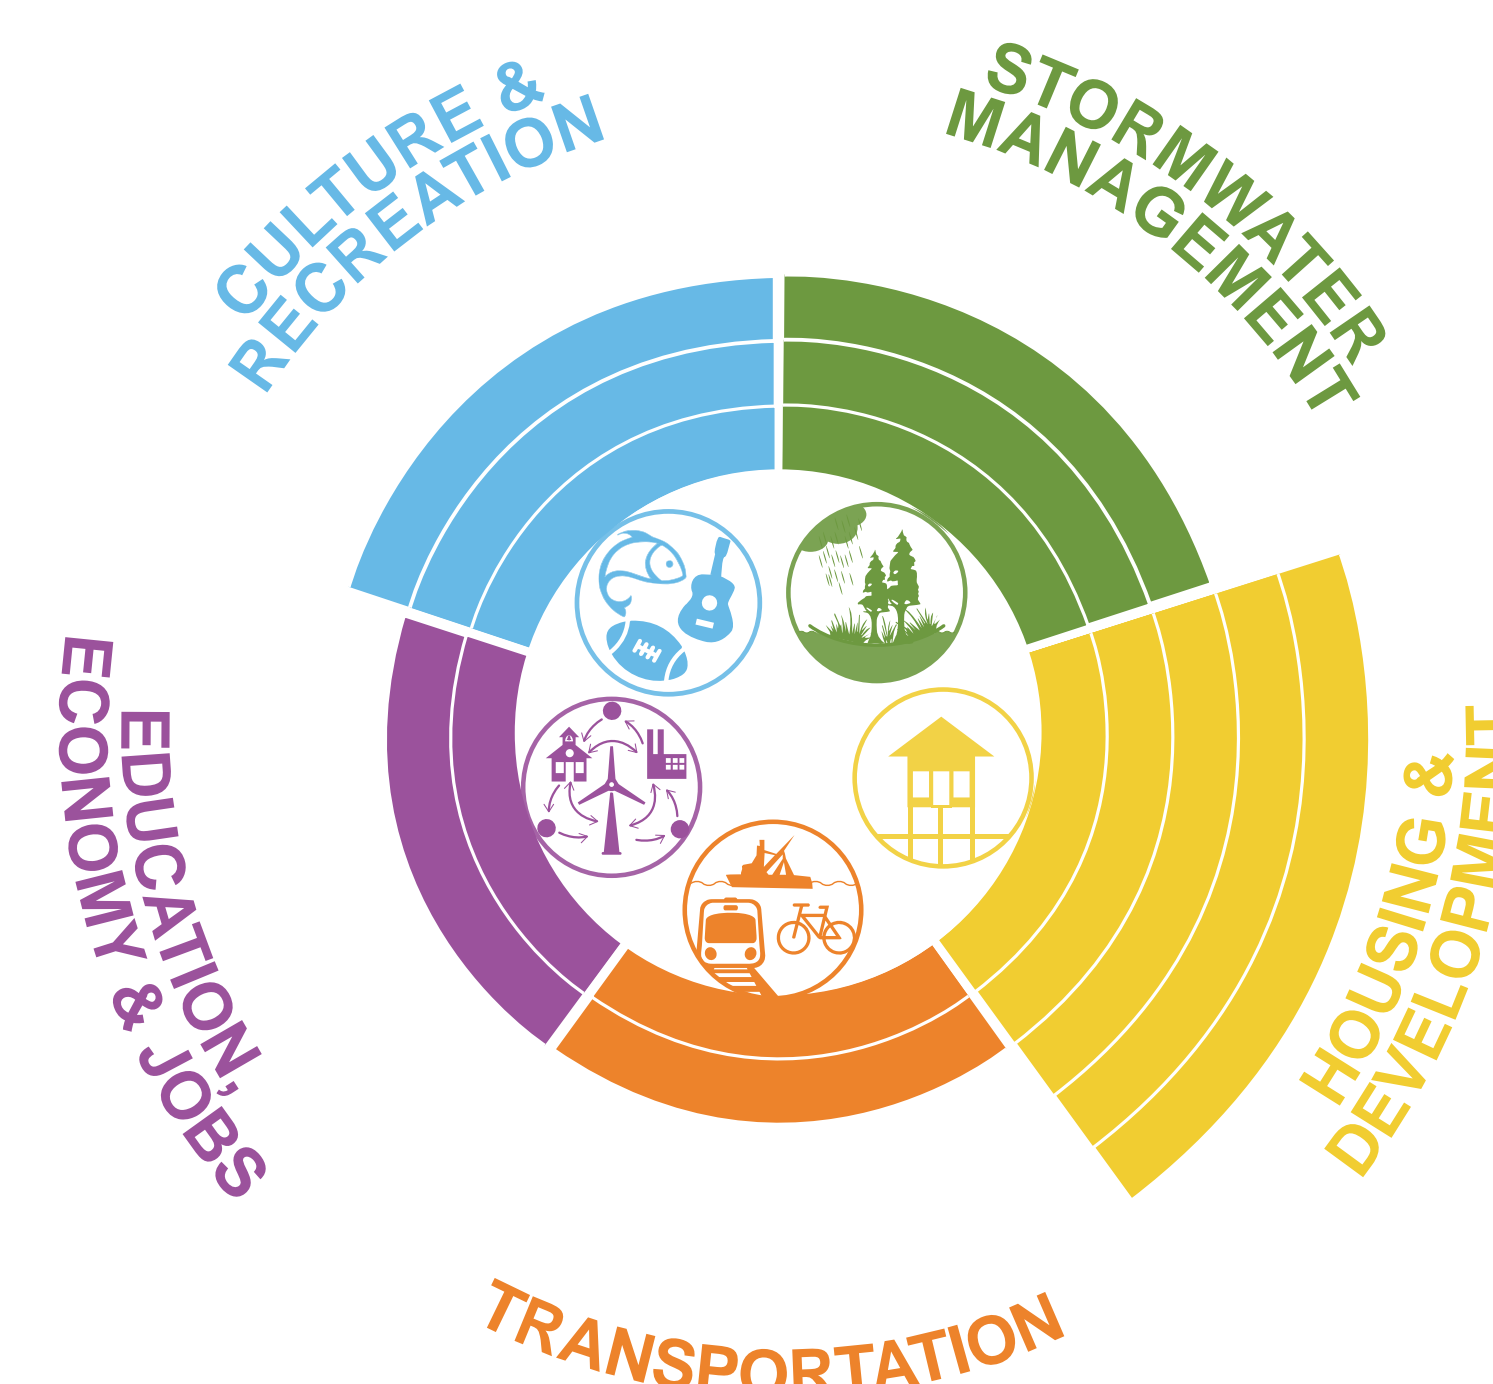 CULTURE &
RECREATION
STORMWATER
MANAGEMENT
HOUSING &
DEVELOPMENT
TRANSPORTATION
EDUCATION,
ECONOMY & JOBS